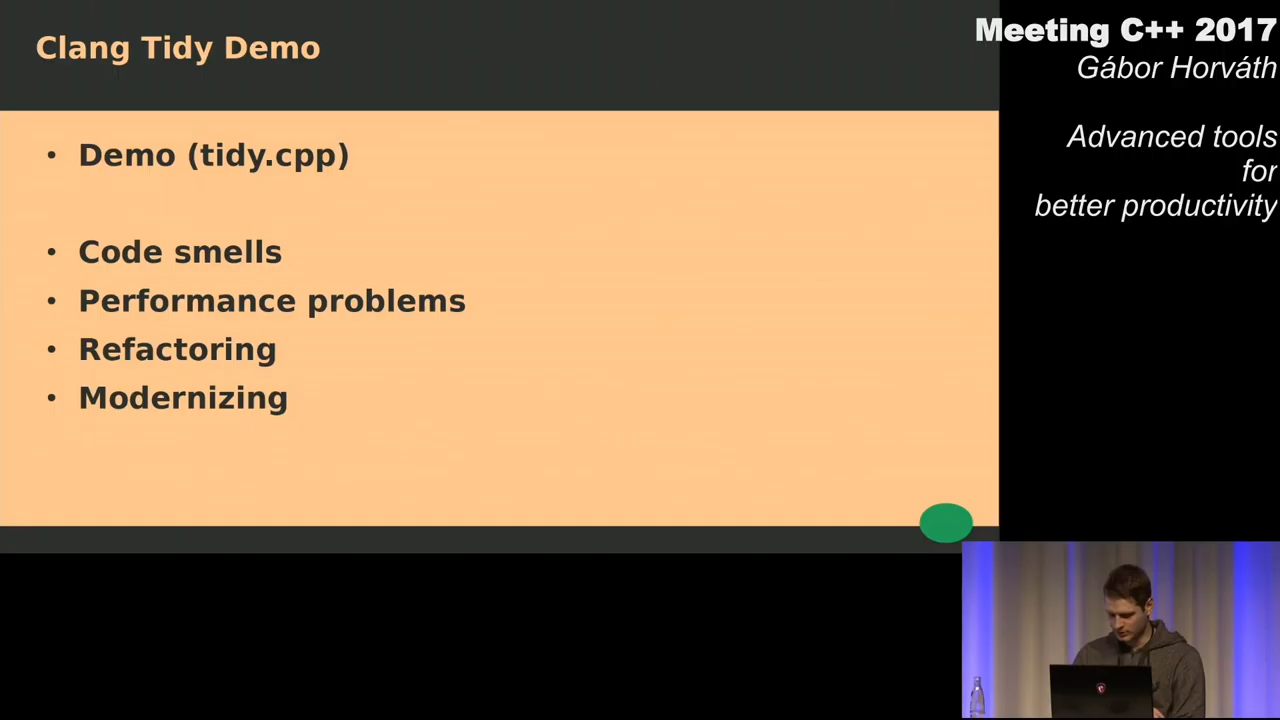 Clang Tidy Demo
• Demo (tidy.cpp)
• Code smells
• Performance problems
• Refactoring
• Modernizing
Meeting C++ 2017
Gábor Horváth
Advanced tools
for
better productivity